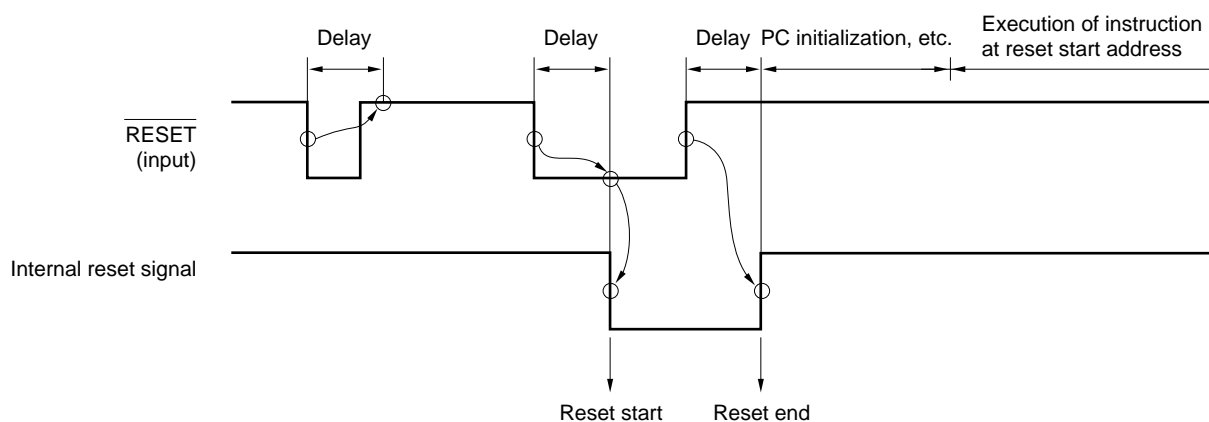 Delay
Delay
Delay
PC initialization, etc.
Execution of instruction
at reset start address
RESET
(input)
Internal reset signal
Reset start
Reset end